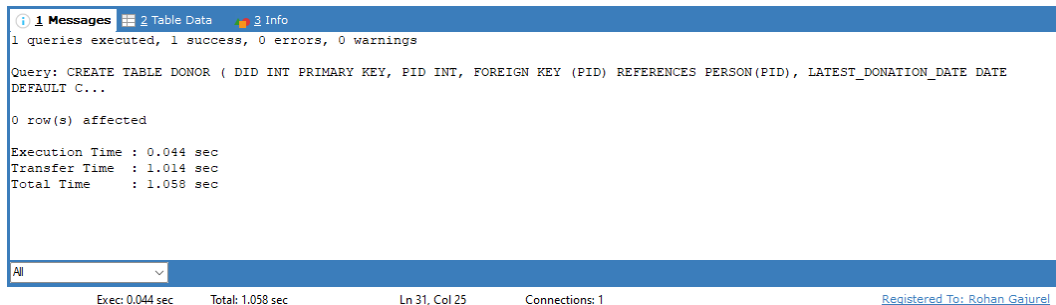 1 Messages 2 Table Data 3 Info
1 queries executed, 1 success, 0 errors, 0 warnings
Query: CREATE TABLE DONOR ( DID INT PRIMARY KEY, PID INT, FOREIGN KEY (PID) REFERENCES PERSON(PID), LATEST_DONATION_DATE DATE
DEFAULT C...
0 row(s) affected
Execution Time : 0.044 sec
Transfer Time : 1.014 sec
Total Time : 1.058 sec
All
Exec: 0.044 sec Total: 1.058 sec Ln 31, Col 25 Connections: 1 Registered To: Rohan Gajurel